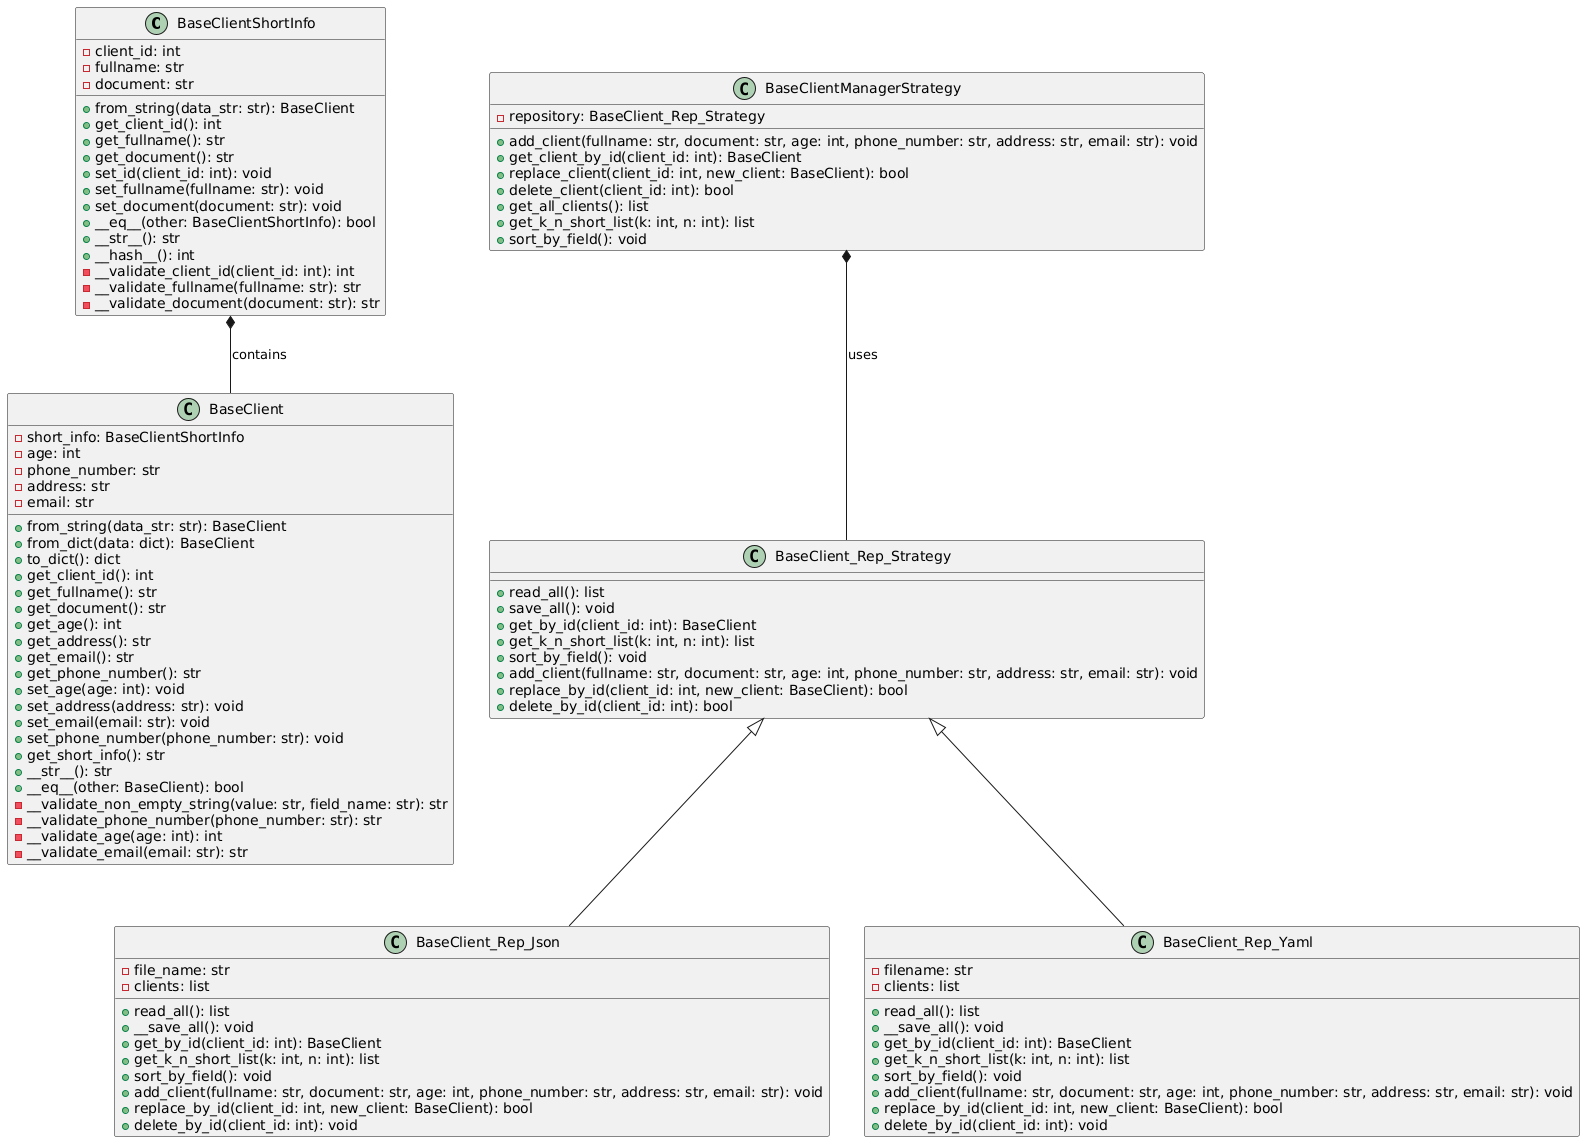 C BaseClientShortInfo
client_id: int
fullname: str
document: str
from_string(data_str: str): BaseClient
get_client_id(): int
get_fullname(): str
get_document(): str
set_id(client_id: int): void
set_fullname(fullname: str): void
set_document(document: str): void
__eq__(other: BaseClientShortInfo): bool
__str__(): str
__hash__(): int
__validate_client_id(client_id: int): int
__validate_fullname(fullname: str): str
__validate_document(document: str): str
contains
C BaseClient
short_info: BaseClientShortInfo
age: int
phone_number: str
address: str
email: str
from_string(data_str: str): BaseClient
from_dict(data: dict): BaseClient
to_dict(): dict
get_client_id(): int
get_fullname(): str
get_document(): str
get_age(): int
get_address(): str
get_email(): str
get_phone_number(): str
set_age(age: int): void
set_address(address: str): void
set_email(email: str): void
set_phone_number(phone_number: str): void
get_short_info(): str
__str__(): str
__eq__(other: BaseClient): bool
__validate_non_empty_string(value: str, field_name: str): str
__validate_phone_number(phone_number: str): str
__validate_age(age: int): int
__validate_email(email: str): str
C BaseClientManagerStrategy
repository: BaseClient_Rep_Strategy
add_client(fullname: str, document: str, age: int, phone_number: str, address: str, email: str): void
get_client_by_id(client_id: int): BaseClient
replace_client(client_id: int, new_client: BaseClient): bool
delete_client(client_id: int): bool
get_all_clients(): list
get_k_n_short_list(k: int, n: int): list
sort_by_field(): void
uses
C BaseClient_Rep_Strategy
read_all(): list
save_all(): void
get_by_id(client_id: int): BaseClient
get_k_n_short_list(k: int, n: int): list
sort_by_field(): void
add_client(fullname: str, document: str, age: int, phone_number: str, address: str, email: str): void
replace_by_id(client_id: int, new_client: BaseClient): bool
delete_by_id(client_id: int): bool
C BaseClient_Rep_Json
file_name: str
clients: list
read_all(): list
__save_all(): void
get_by_id(client_id: int): BaseClient
get_k_n_short_list(k: int, n: int): list
sort_by_field(): void
add_client(fullname: str, document: str, age: int, phone_number: str, address: str, email: str): void
replace_by_id(client_id: int, new_client: BaseClient): bool
delete_by_id(client_id: int): void
C BaseClient_Rep_Yaml
filename: str
clients: list
read_all(): list
__save_all(): void
get_by_id(client_id: int): BaseClient
get_k_n_short_list(k: int, n: int): list
sort_by_field(): void
add_client(fullname: str, document: str, age: int, phone_number: str, address: str, email: str): void
replace_by_id(client_id: int, new_client: BaseClient): bool
delete_by_id(client_id: int): void